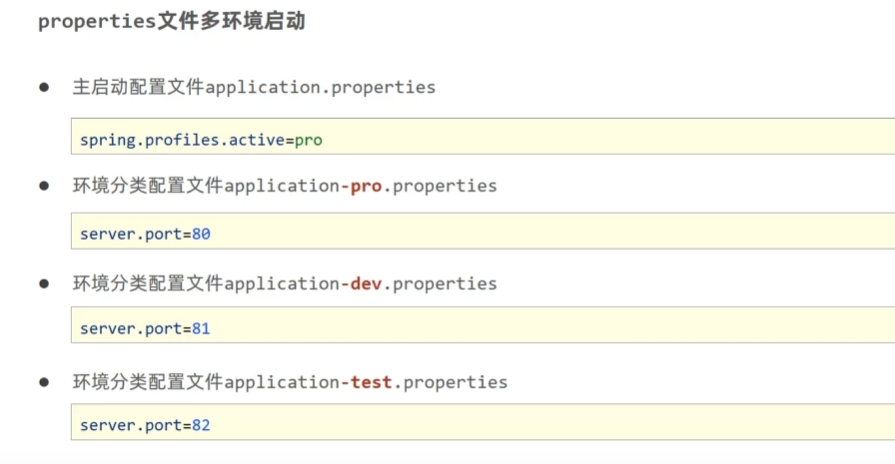 properties文件多环境启动
● 主启动配置文件application.properties
spring.profiles.active=pro
● 环境分类配置文件application-pro.properties
server.port=80
● 环境分类配置文件application-dev.properties
server.port=81
● 环境分类配置文件application-test.properties
server.port=82